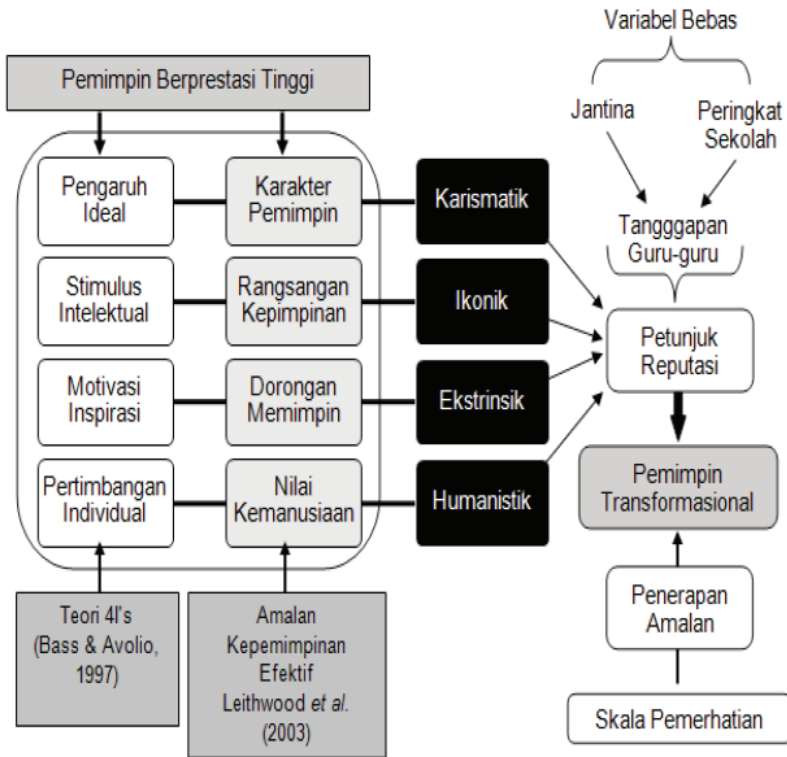 Variabel Bebas
Pemimpin Berprestasi Tinggi
Jantina
Peringkat
Sekolah
Pengaruh
Ideal
Karakter
Pemimpin
Karismatik
Tangggapan
Guru-guru
Stimulus
Intelektual
Rangsangan
Kepimpinan
Ikonik
Petunjuk
Reputasi
Motivasi
Inspirasi
Dorongan
Memimpin
Ekstrinsik
Pertimbangan
Individual
Nilai
Kemanusiaan
Humanistik
Pemimpin
Transformasional
Teori 4I's
(Bass & Avolio,
1997)
Amalan
Kepemimpinan
Efektif
Leithwood et al.
(2003)
Penerapan
Amalan
Skala Pemerhatian